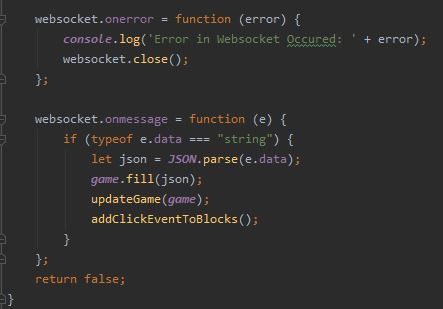 websocket.onerror = function (error) {
    console.log('Error in Websocket Occured: ' + error);
    websocket.close();
};

websocket.onmessage = function (e) {
    if (typeof e.data === "string") {
        let json = JSON.parse(e.data);
        game.fill(json);
        updateGame(game);
        addClickEventToBlocks();
    }
};
return false;
}